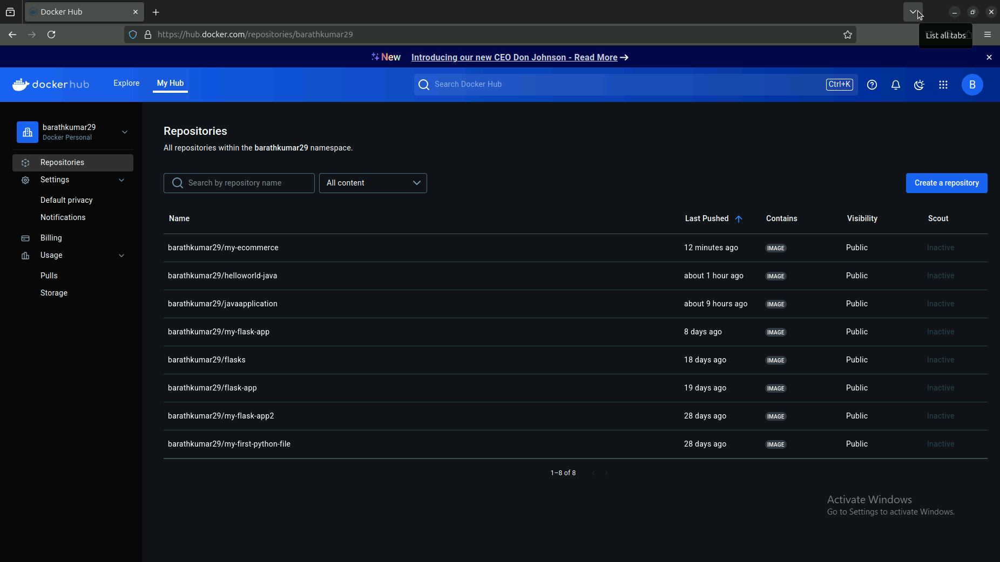 Docker Hub
https://hub.docker.com/repositories/barathkumar29
List all tabs
New Introducing our new CEO Don Johnson - Read More →
docker hub
Explore
My Hub
Search Docker Hub
Ctrl+K
B
barathkumar29
Docker Personal
Repositories
Settings
Default privacy
Notifications
Billing
Usage
Pulls
Storage
Repositories
All repositories within the barathkumar29 namespace.
Search by repository name
All content
Create a repository
Name Last Pushed Contains Visibility Scout
barathkumar29/my-ecommerce 12 minutes ago IMAGE Public Inactive
barathkumar29/helloworld-java about 1 hour ago IMAGE Public Inactive
barathkumar29/javaapplication about 9 hours ago IMAGE Public Inactive
barathkumar29/my-flask-app 8 days ago IMAGE Public Inactive
barathkumar29/flasks 18 days ago IMAGE Public Inactive
barathkumar29/flask-app 19 days ago IMAGE Public Inactive
barathkumar29/my-flask-app2 28 days ago IMAGE Public Inactive
barathkumar29/my-first-python-file 28 days ago IMAGE Public Inactive
1–8 of 8
Activate Windows
Go to Settings to activate Windows.